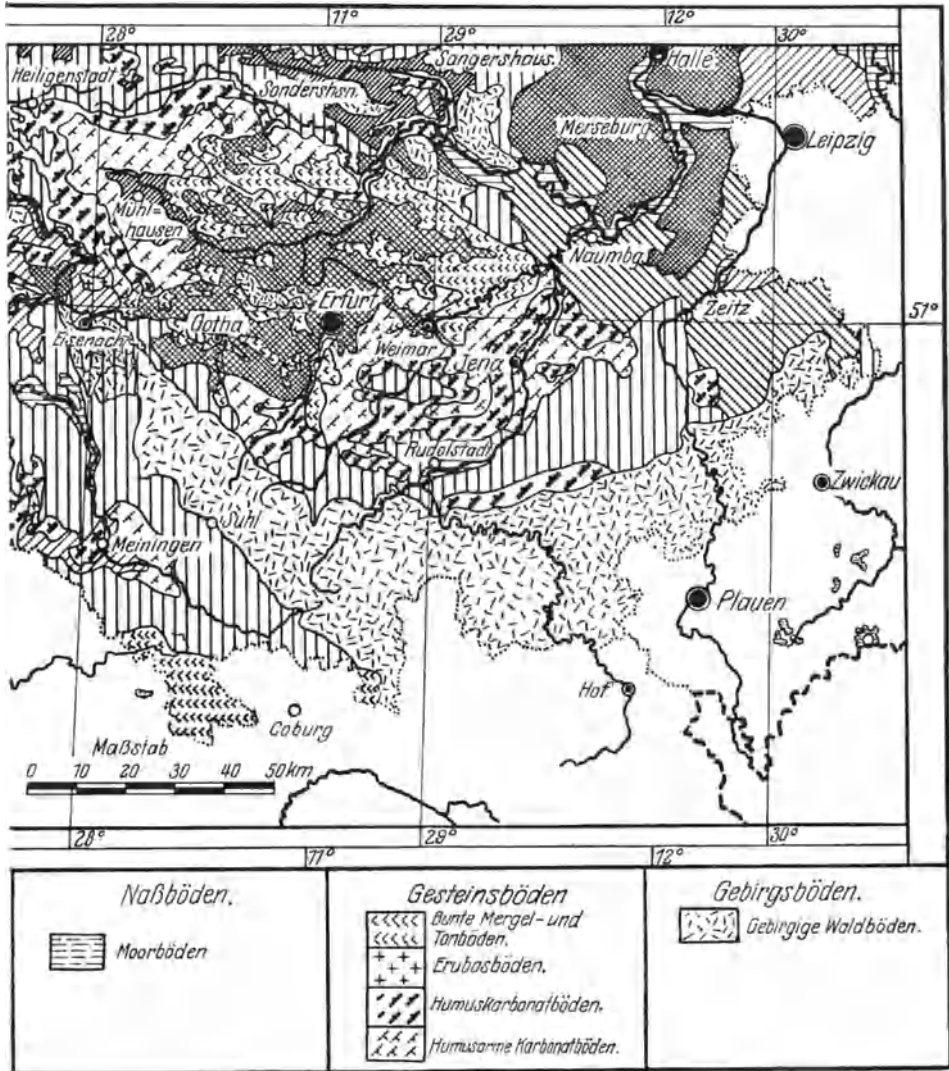 28° 11° 29° 12° 30°
Heiligenstadt
Sangershaus.
Halle
Sondershsn.
Merseburg
Leipzig
Mühl=
hausen
Naumbg.
Erfurt
Zeitz
51°
Gotha
Eisenach
Weimar
Jena
Rudolstadt
Zwickau
Suhl
Meiningen
Plauen
Hof
Coburg
Maßstab
0 10 20 30 40 50 km
28° 11° 29° 12° 30°
Naßböden.
Moorböden
Gesteinsböden
Bunte Mergel- und
Tonböden.
Erubasböden.
Humuskarbonatböden.
Humusarme Karbonatböden.
Gebirgsböden.
Gebirgige Waldböden.